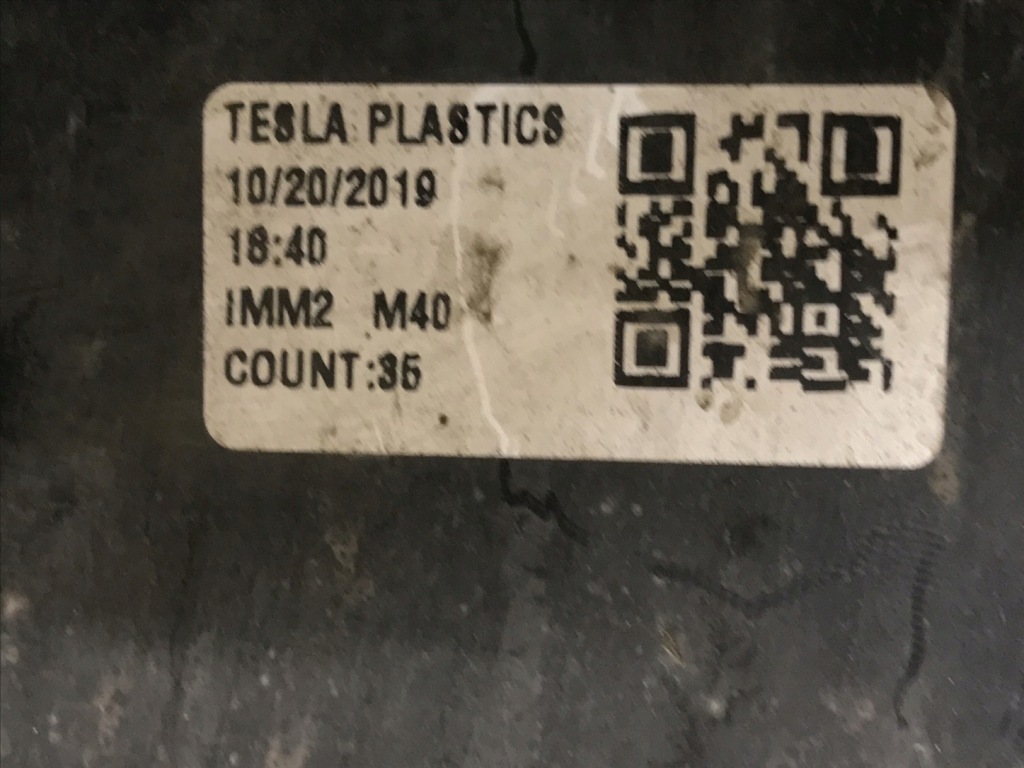 TESLA PLASTICS
10/20/2019
18:40
IMM2 M40
COUNT:35